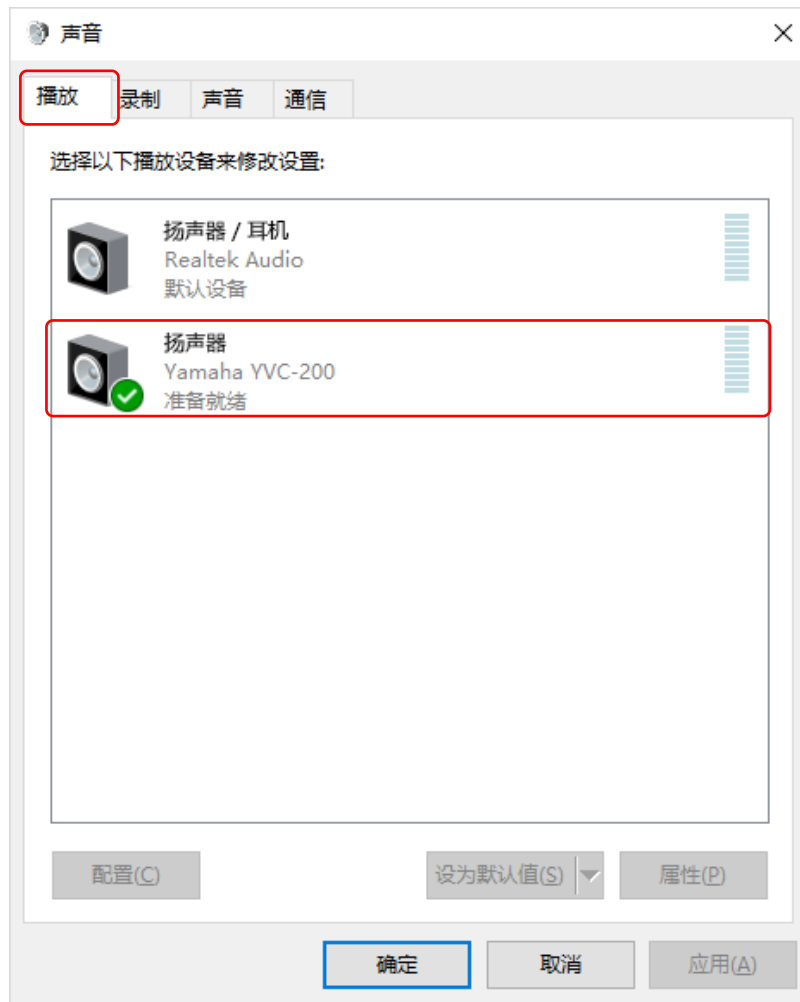 声音
播放
录制
声音
通信
选择以下播放设备来修改设置:
扬声器 / 耳机
Realtek Audio
默认设备
扬声器
Yamaha YVC-200
准备就绪
配置(C)
设为默认值(S)
属性(P)
确定
取消
应用(A)